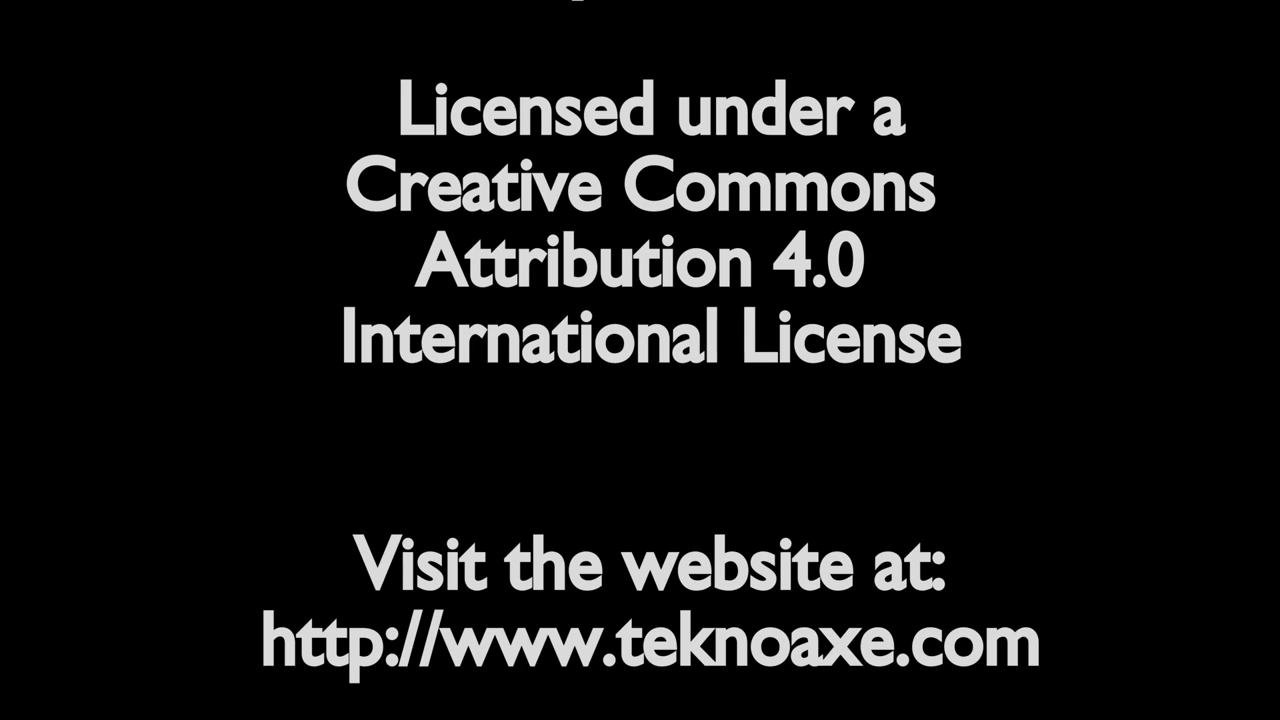 Licensed under a
Creative Commons
Attribution 4.0
International License
Visit the website at:
http://www.teknoaxe.com